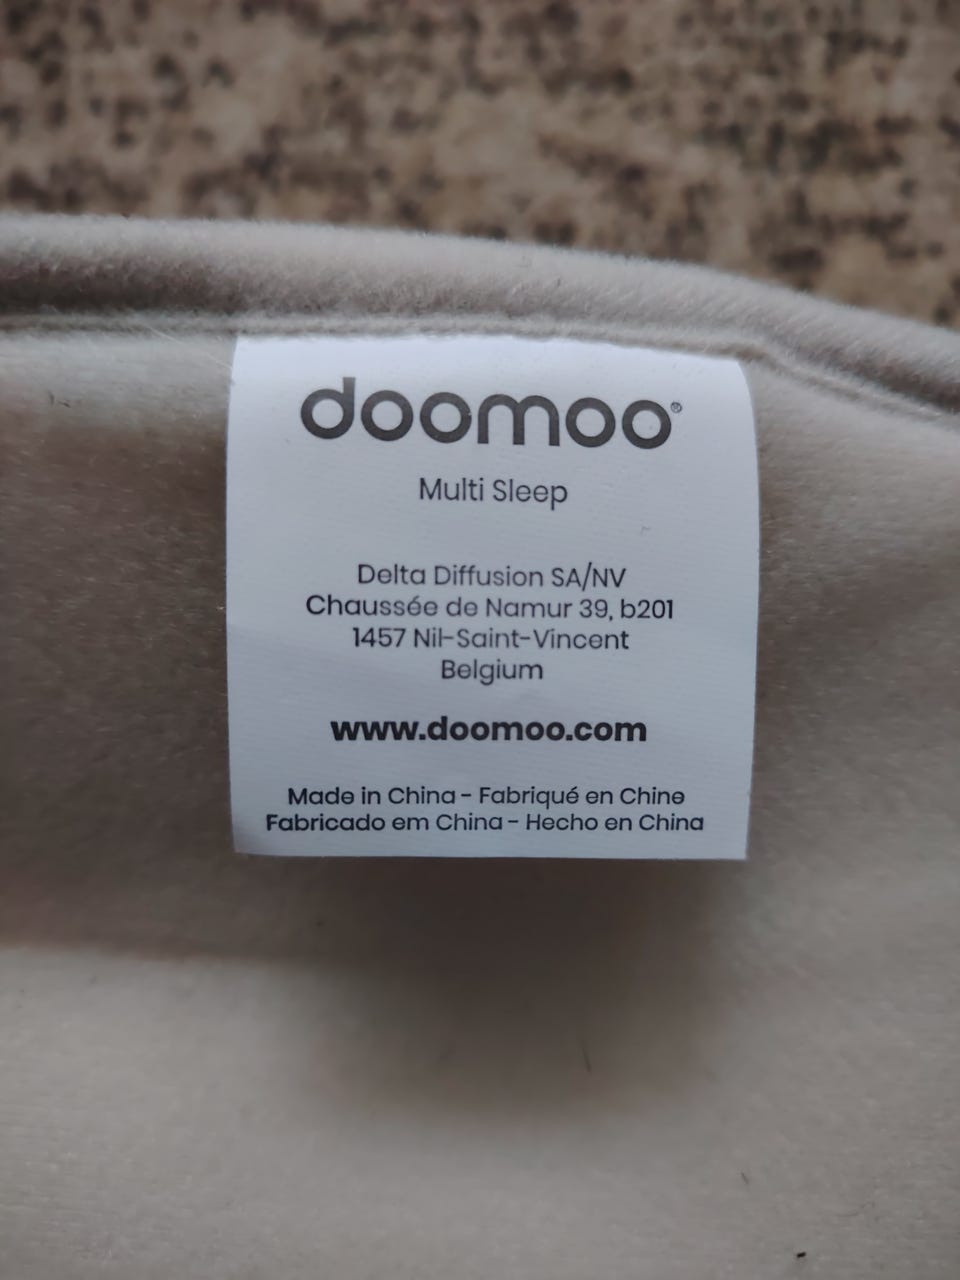 doomoo®
Multi Sleep
Delta Diffusion SA/NV
Chaussée de Namur 39, b201
1457 Nil-Saint-Vincent
Belgium
www.doomoo.com
Made in China - Fabriqué en Chine
Fabricado em China - Hecho en China